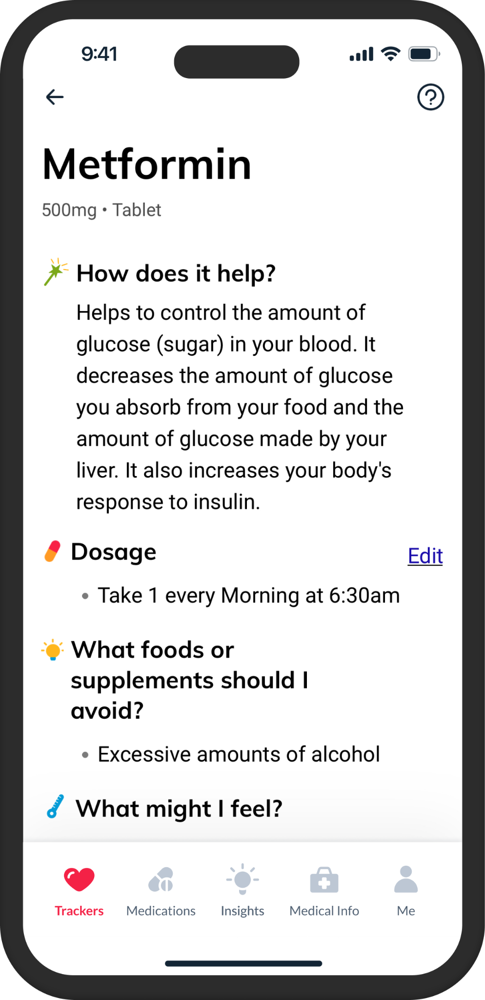 9:41
Metformin
500mg • Tablet
How does it help?
Helps to control the amount of
glucose (sugar) in your blood. It
decreases the amount of glucose
you absorb from your food and the
amount of glucose made by your
liver. It also increases your body's
response to insulin.
Dosage
Edit
• Take 1 every Morning at 6:30am
What foods or
supplements should I
avoid?
• Excessive amounts of alcohol
What might I feel?
Trackers
Medications
Insights
Medical Info
Me